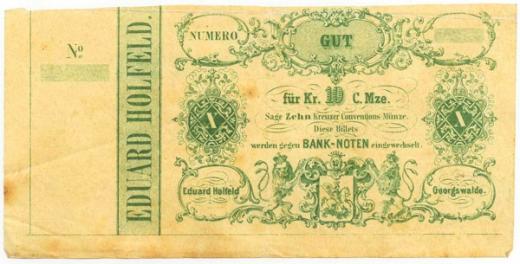 No.
EDUARD HOLFELD.
NUMERO
GUT
für Kr. 10 C. Mze.
Sage Zehn Kreuzer Conventions-Münze.
Diese Billets
werden gegen BANK-NOTEN eingewechselt.
X
X
Eduard Holfeld
Georgswalde.